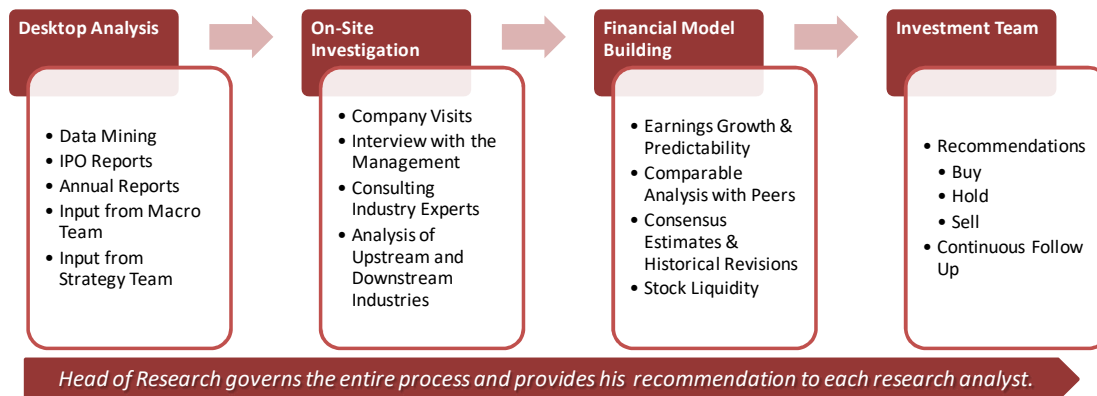 Desktop Analysis
• Data Mining
• IPO Reports
• Annual Reports
• Input from Macro
Team
• Input from
Strategy Team
On-Site
Investigation
• Company Visits
• Interview with the
Management
• Consulting
Industry Experts
• Analysis of
Upstream and
Downstream
Industries
Financial Model
Building
• Earnings Growth &
Predictability
• Comparable
Analysis with Peers
• Consensus
Estimates &
Historical Revisions
• Stock Liquidity
Investment Team
• Recommendations
• Buy
• Hold
• Sell
• Continuous Follow
Up
Head of Research governs the entire process and provides his recommendation to each research analyst.